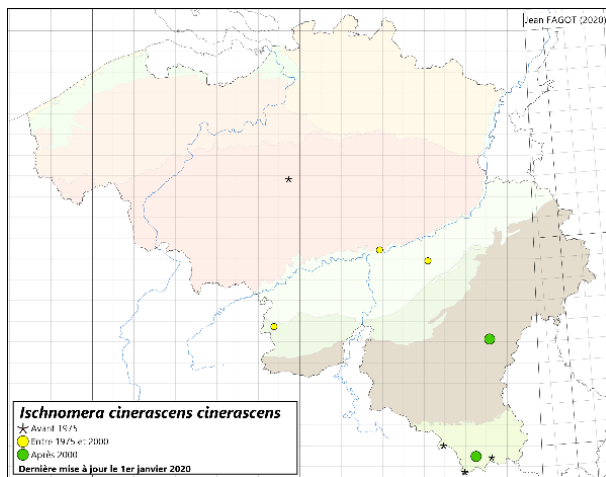 Jean FAGOT (2020)
Ischnomera cinerascens cinerascens
Avant 1975
Entre 1975 et 2000
Après 2000
Dernière mise à jour le 1er janvier 2020